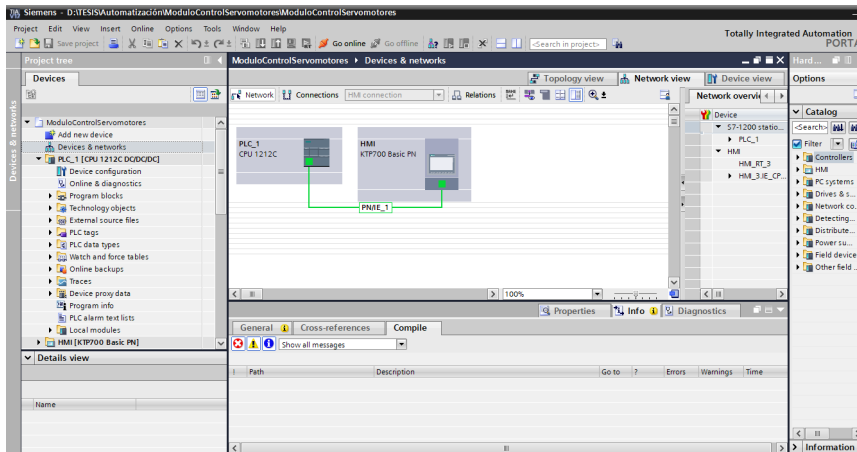 Siemens - D:\TESIS\Automatización\ModuloControlServomotores\ModuloControlServomotores
Project Edit View Insert Online Options Tools Window Help
Totally Integrated Automation
PORTA
Save project
Go online
Go offline
<Search in project>
Project tree
ModuloControlServomotores ▸ Devices & networks
Hard...
Devices
Topology view
Network view
Device view
Options
Network
Connections
HMI connection
Relations
Network overvie
Catalog
Devices & networks
ModuloControlServomotores
Add new device
Devices & networks
PLC_1 [CPU 1212C DC/DC/DC]
Device configuration
Online & diagnostics
Program blocks
Technology objects
External source files
PLC tags
PLC data types
Watch and force tables
Online backups
Traces
Device proxy data
Program info
PLC alarm text lists
Local modules
HMI [KTP700 Basic PN]
PLC_1
CPU 1212C
HMI
KTP700 Basic PN
PN/IE_1
100%
Device
S7-1200 statio...
PLC_1
HMI
HMI_RT_3
HMI_3.IE_CP...
<Search>
Filter
Controllers
HMI
PC systems
Drives & s...
Network co...
Detecting...
Distribute...
Power su...
Field device
Other field ...
Properties
Info
Diagnostics
General
Cross-references
Compile
Show all messages
! Path Description Go to ? Errors Warnings Time
Details view
Name
Information